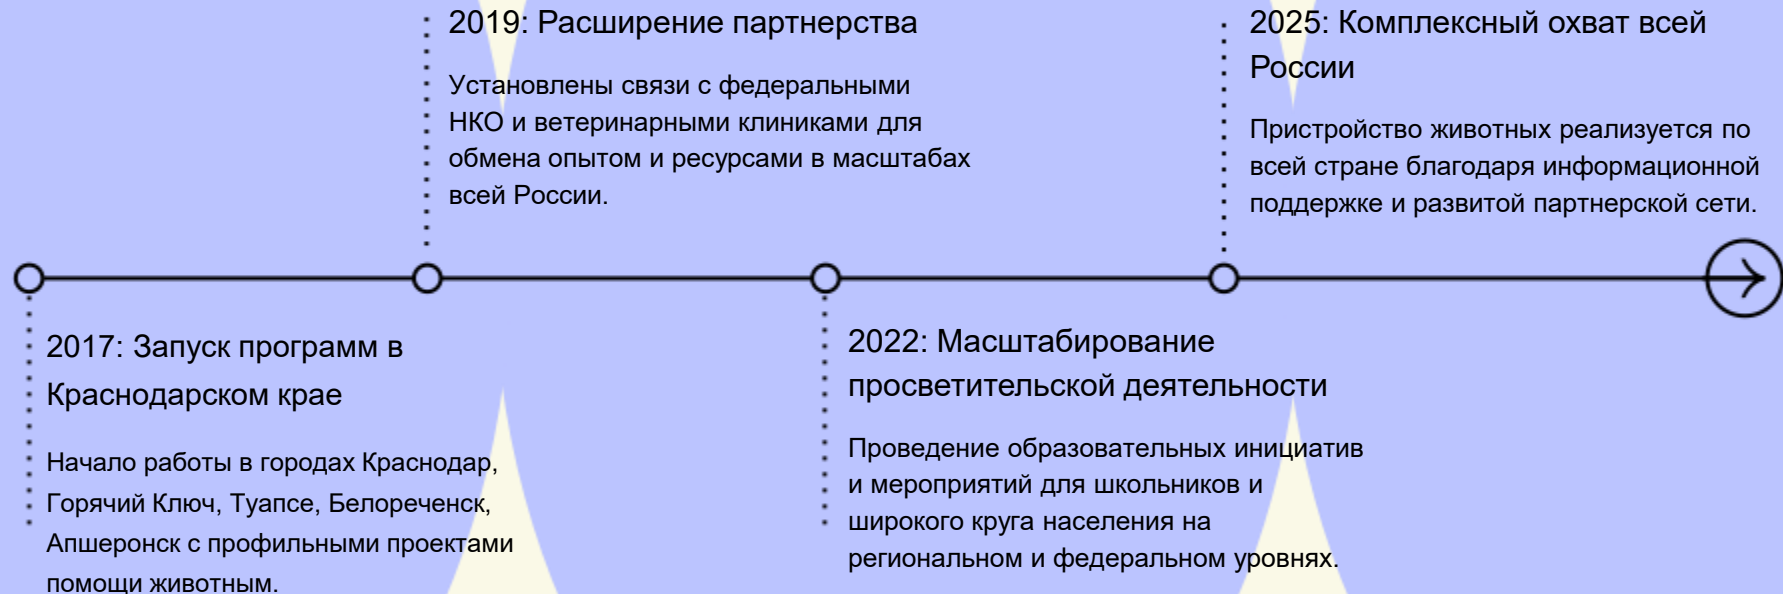 2019: Расширение партнерства
Установлены связи с федеральными
НКО и ветеринарными клиниками для
обмена опытом и ресурсами в масштабах
всей России.
2025: Комплексный охват всей
России
Пристройство животных реализуется по
всей стране благодаря информационной
поддержке и развитой партнерской сети.
2017: Запуск программ в
Краснодарском крае
Начало работы в городах Краснодар,
Горячий Ключ, Туапсе, Белореченск,
Апшеронск с профильными проектами
помощи животным.
2022: Масштабирование
просветительской деятельности
Проведение образовательных инициатив
и мероприятий для школьников и
широкого круга населения на
региональном и федеральном уровнях.